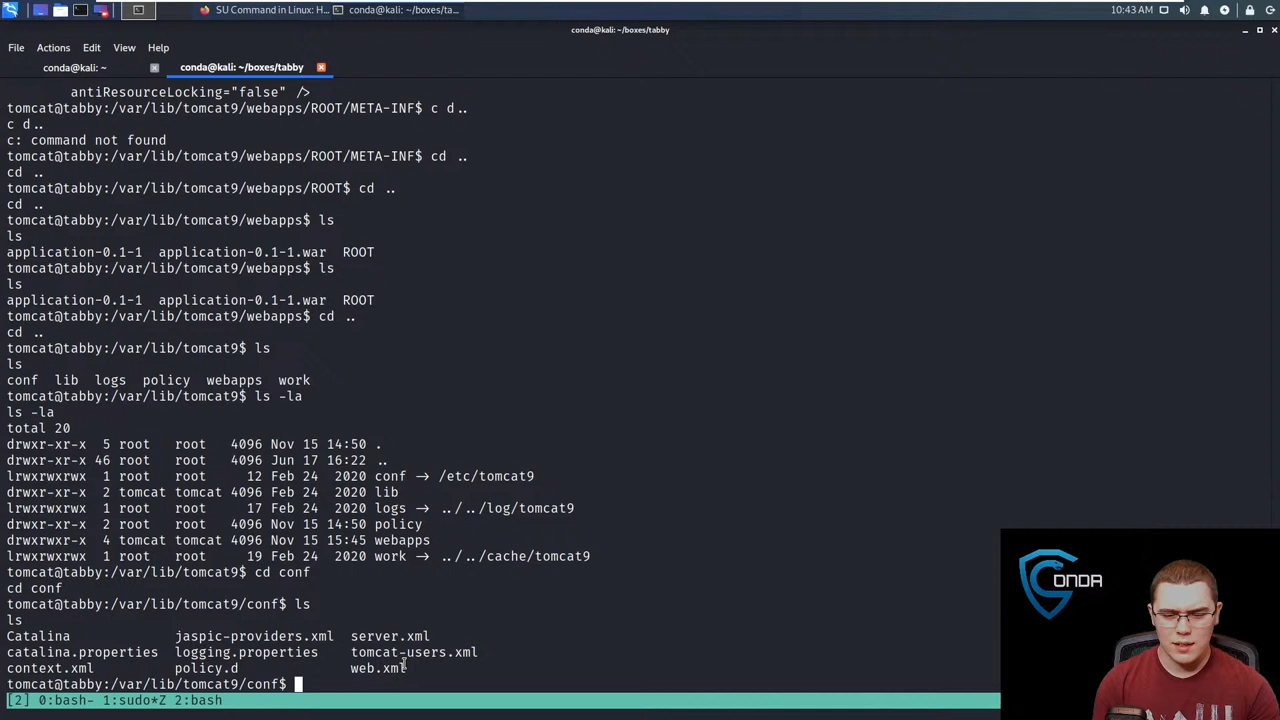 SU Command in Linux: H...
conda@kali: ~/boxes/ta...
10:43 AM
conda@kali: ~/boxes/tabby
File Actions Edit View Help
conda@kali: ~
conda@kali: ~/boxes/tabby
antiResourceLocking="false" />
tomcat@tabby:/var/lib/tomcat9/webapps/ROOT/META-INF$ c d..
c d..
c: command not found
tomcat@tabby:/var/lib/tomcat9/webapps/ROOT/META-INF$ cd ..
cd ..
tomcat@tabby:/var/lib/tomcat9/webapps/ROOT$ cd ..
cd ..
tomcat@tabby:/var/lib/tomcat9/webapps$ ls
ls
application-0.1-1 application-0.1-1.war ROOT
tomcat@tabby:/var/lib/tomcat9/webapps$ ls
ls
application-0.1-1 application-0.1-1.war ROOT
tomcat@tabby:/var/lib/tomcat9/webapps$ cd ..
cd ..
tomcat@tabby:/var/lib/tomcat9$ ls
ls
conf lib logs policy webapps work
tomcat@tabby:/var/lib/tomcat9$ ls -la
ls -la
total 20
drwxr-xr-x 5 root root 4096 Nov 15 14:50 .
drwxr-xr-x 46 root root 4096 Jun 17 16:22 ..
lrwxrwxrwx 1 root root 12 Feb 24 2020 conf -> /etc/tomcat9
drwxr-xr-x 2 tomcat tomcat 4096 Feb 24 2020 lib
lrwxrwxrwx 1 root root 17 Feb 24 2020 logs -> ../../log/tomcat9
drwxr-xr-x 2 root root 4096 Nov 15 14:50 policy
drwxr-xr-x 4 tomcat tomcat 4096 Nov 15 15:45 webapps
lrwxrwxrwx 1 root root 19 Feb 24 2020 work -> ../../cache/tomcat9
tomcat@tabby:/var/lib/tomcat9$ cd conf
cd conf
tomcat@tabby:/var/lib/tomcat9/conf$ ls
ls
Catalina jaspic-providers.xml server.xml
catalina.properties logging.properties tomcat-users.xml
context.xml policy.d web.xml
tomcat@tabby:/var/lib/tomcat9/conf$
[2] 0:bash- 1:sudo*Z 2:bash
CONDA